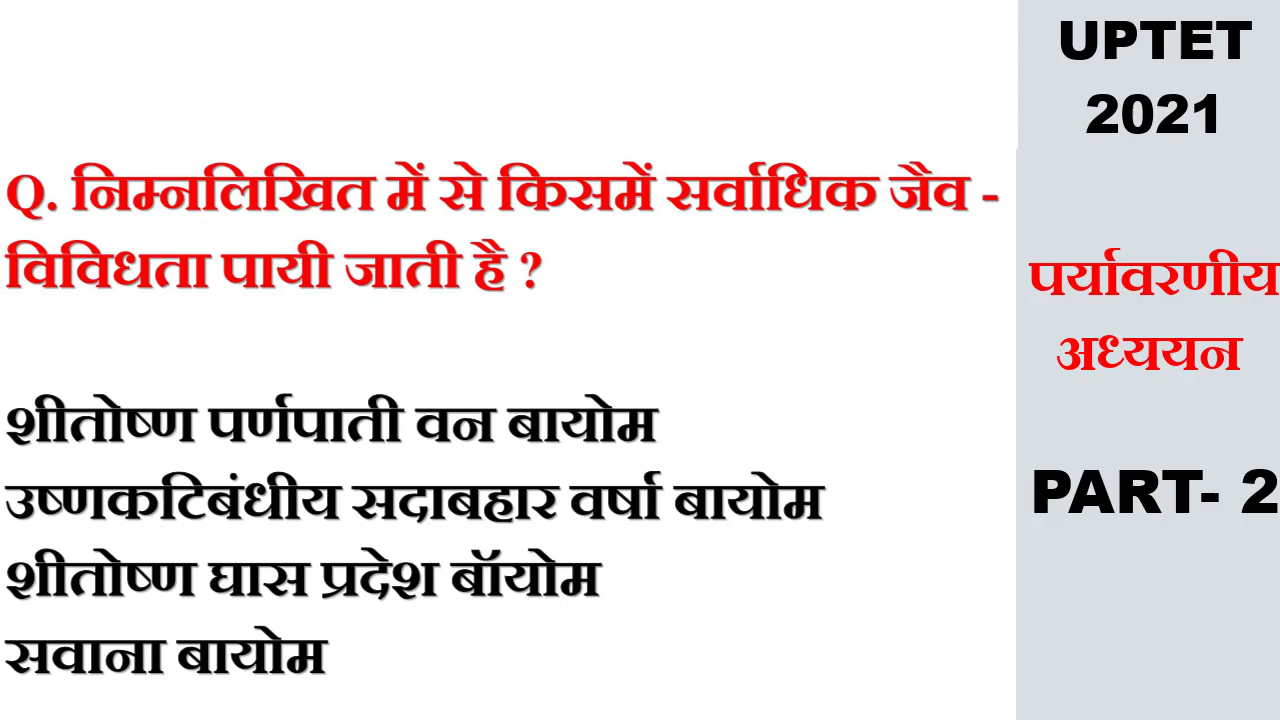 Q. निम्नलिखित में से किसमें सर्वाधिक जैव -
विविधता पायी जाती है ?
शीतोष्ण पर्णपाती वन बायोम
उष्णकटिबंधीय सदाबहार वर्षा बायोम
शीतोष्ण घास प्रदेश बॉयोम
सवाना बायोम
UPTET
2021
पर्यावरणीय
अध्ययन
PART- 2